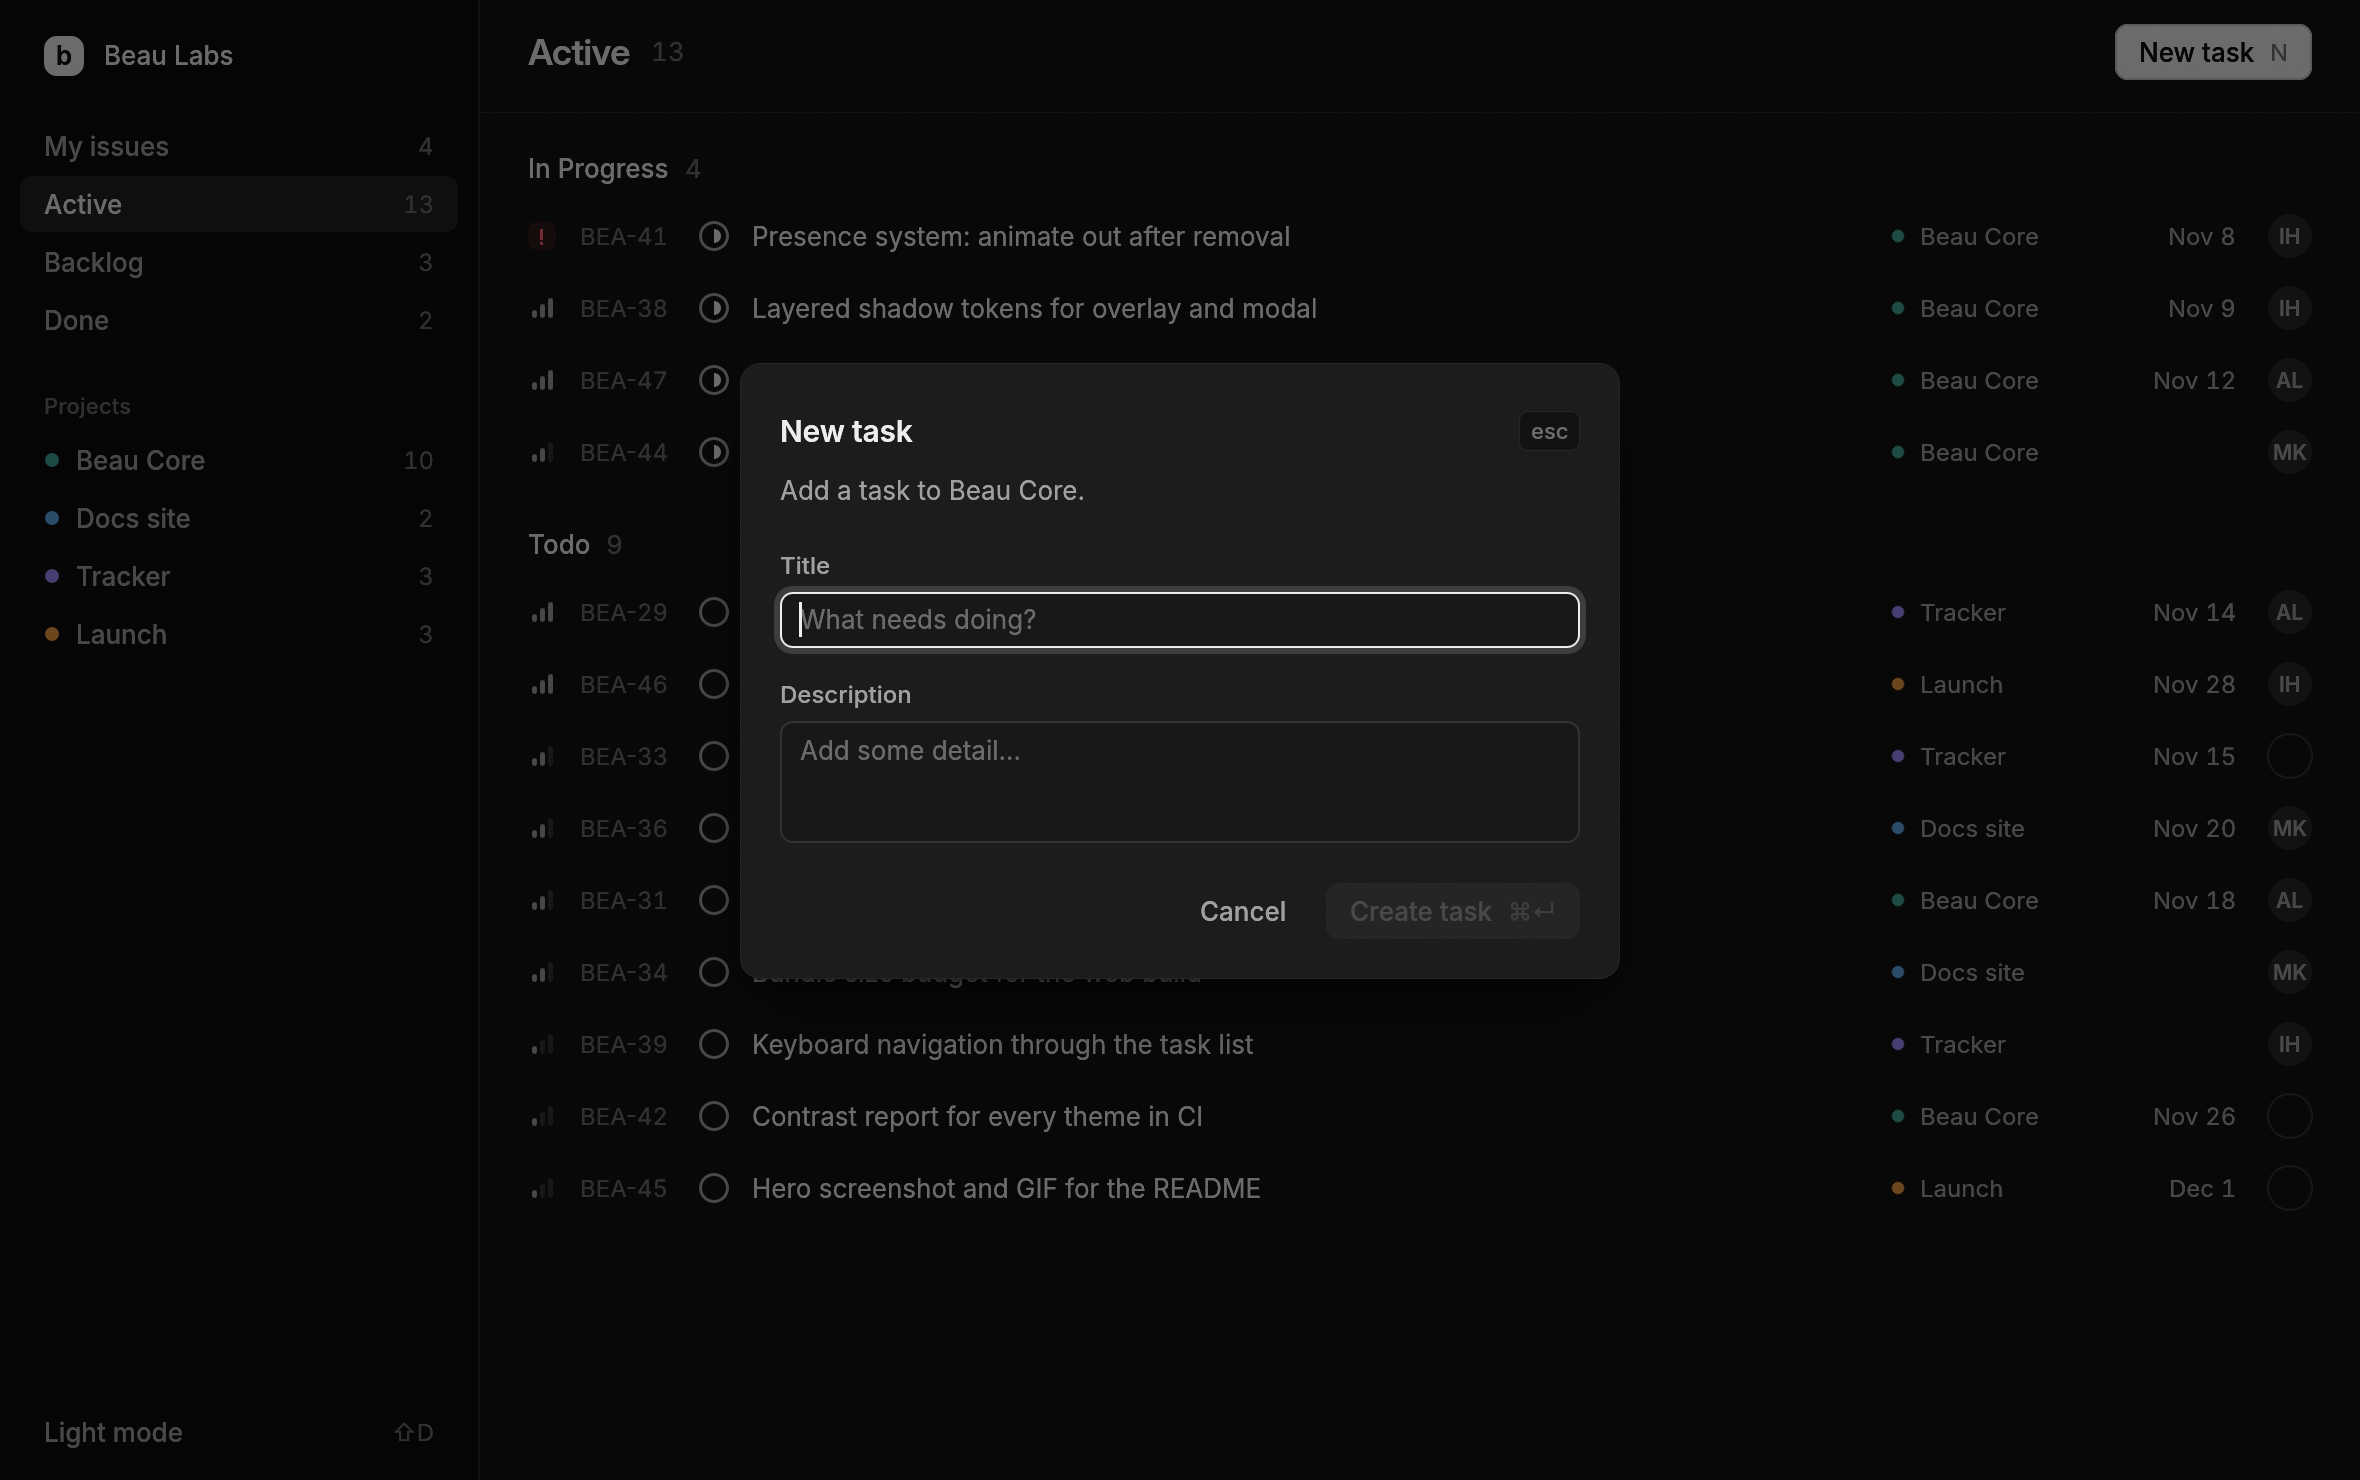 b Beau Labs
My issues 4
Active 13
Backlog 3
Done 2
Projects
Beau Core 10
Docs site 2
Tracker 3
Launch 3
Light mode ⇧D
Active 13
New task N
In Progress 4
! BEA-41 Presence system: animate out after removal Beau Core Nov 8 IH
BEA-38 Layered shadow tokens for overlay and modal Beau Core Nov 9 IH
BEA-47 Beau Core Nov 12 AL
BEA-44 Beau Core MK
Todo 9
BEA-29 Tracker Nov 14 AL
BEA-46 Launch Nov 28 IH
BEA-33 Tracker Nov 15
BEA-36 Docs site Nov 20 MK
BEA-31 Beau Core Nov 18 AL
BEA-34 Bundle size budget for the web build Docs site MK
BEA-39 Keyboard navigation through the task list Tracker IH
BEA-42 Contrast report for every theme in CI Beau Core Nov 26
BEA-45 Hero screenshot and GIF for the README Launch Dec 1
New task esc
Add a task to Beau Core.
Title
What needs doing?
Description
Add some detail...
Cancel
Create task ⌘↵